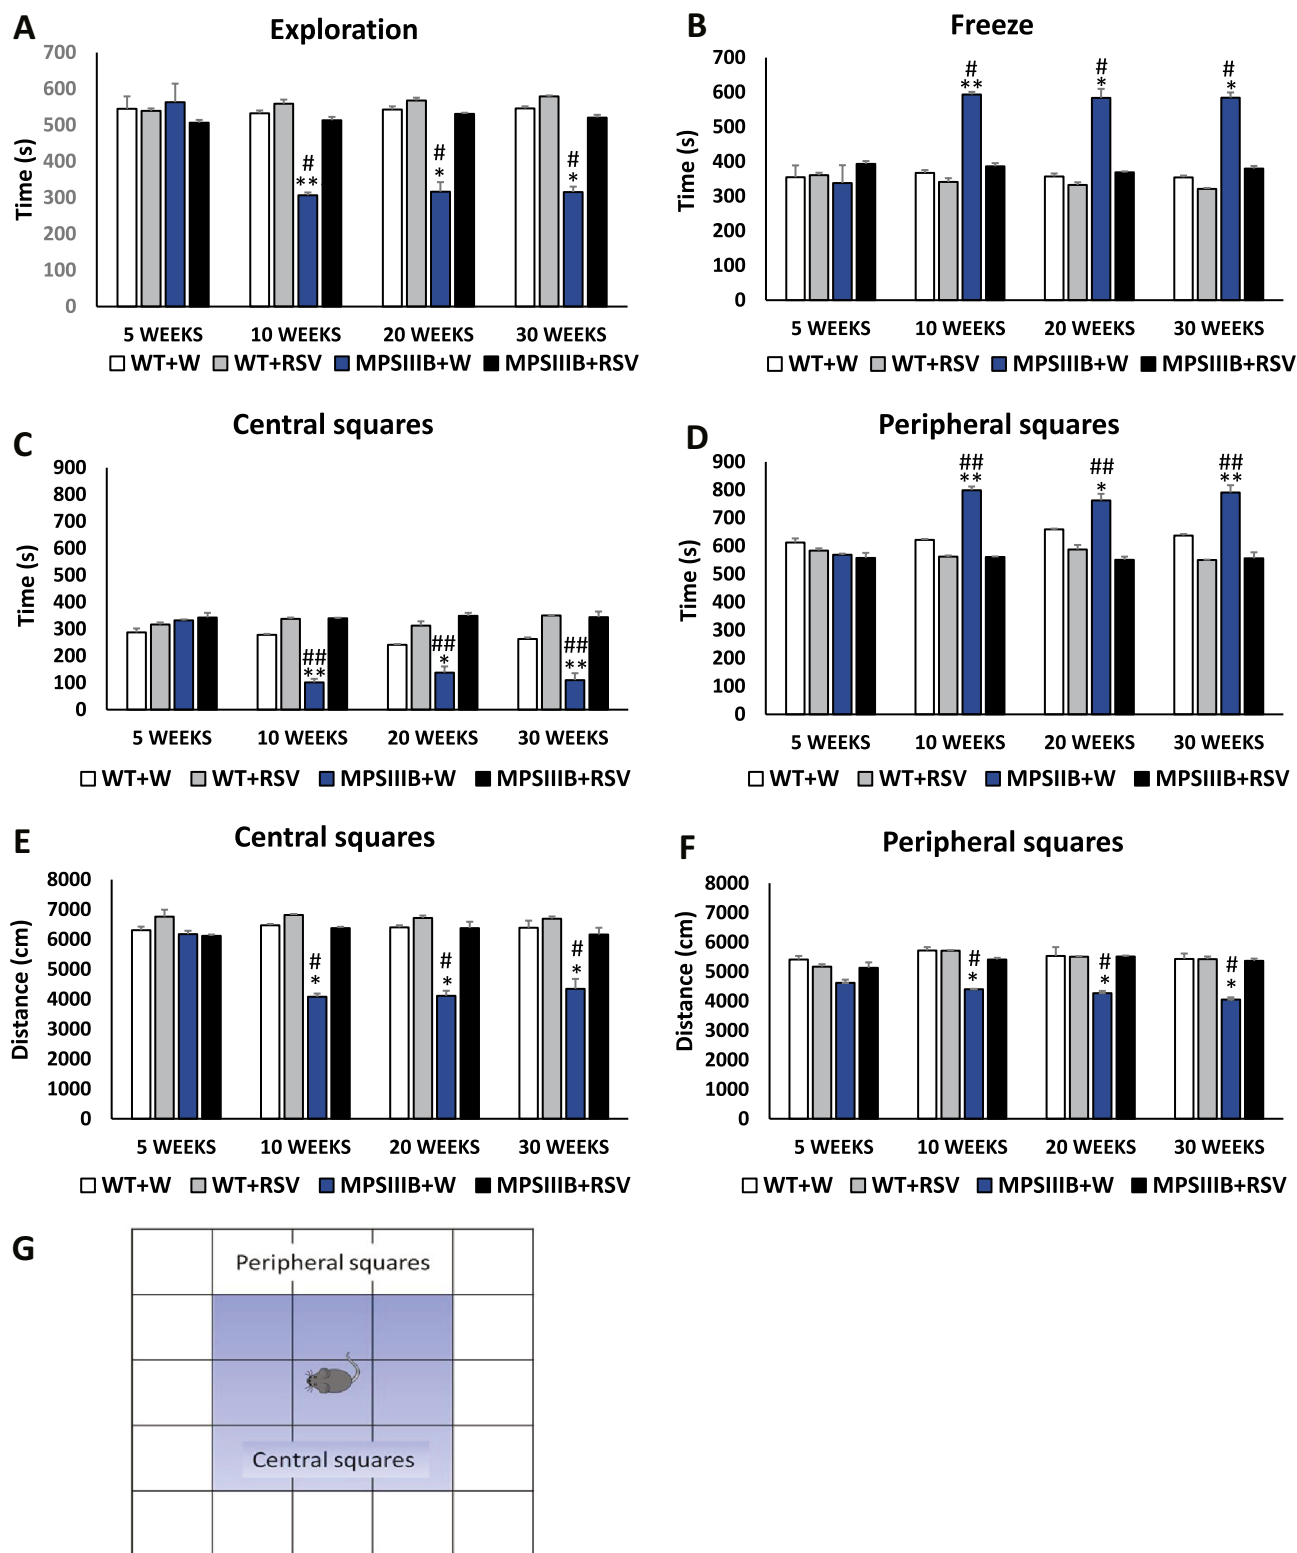 A
Exploration
700
600
500
400
300
200
100
0
Time (s)
#
**
#
*
#
*
5 WEEKS 10 WEEKS 20 WEEKS 30 WEEKS
WT+W WT+RSV MPSIIIB+W MPSIIIB+RSV
B
Freeze
700
600
500
400
300
200
100
0
Time (s)
#
**
#
*
#
*
5 WEEKS 10 WEEKS 20 WEEKS 30 WEEKS
WT+W WT+RSV MPSIIIB+W MPSIIIB+RSV
C
Central squares
900
800
700
600
500
400
300
200
100
0
Time (s)
##
**
##
*
##
**
5 WEEKS 10 WEEKS 20 WEEKS 30 WEEKS
WT+W WT+RSV MPSIIIB+W MPSIIIB+RSV
D
Peripheral squares
900
800
700
600
500
400
300
200
100
0
Time (s)
##
**
##
*
##
**
5 WEEKS 10 WEEKS 20 WEEKS 30 WEEKS
WT+W WT+RSV MPSIIB+W MPSIIIB+RSV
E
Central squares
8000
7000
6000
5000
4000
3000
2000
1000
0
Distance (cm)
#
*
#
*
#
*
5 WEEKS 10 WEEKS 20 WEEKS 30 WEEKS
WT+W WT+RSV MPSIIIB+W MPSIIIB+RSV
F
Peripheral squares
8000
7000
6000
5000
4000
3000
2000
1000
0
Distance (cm)
#
*
#
*
#
*
5 WEEKS 10 WEEKS 20 WEEKS 30 WEEKS
WT+W WT+RSV MPSIIIB+W MPSIIIB+RSV
G
Peripheral squares
Central squares